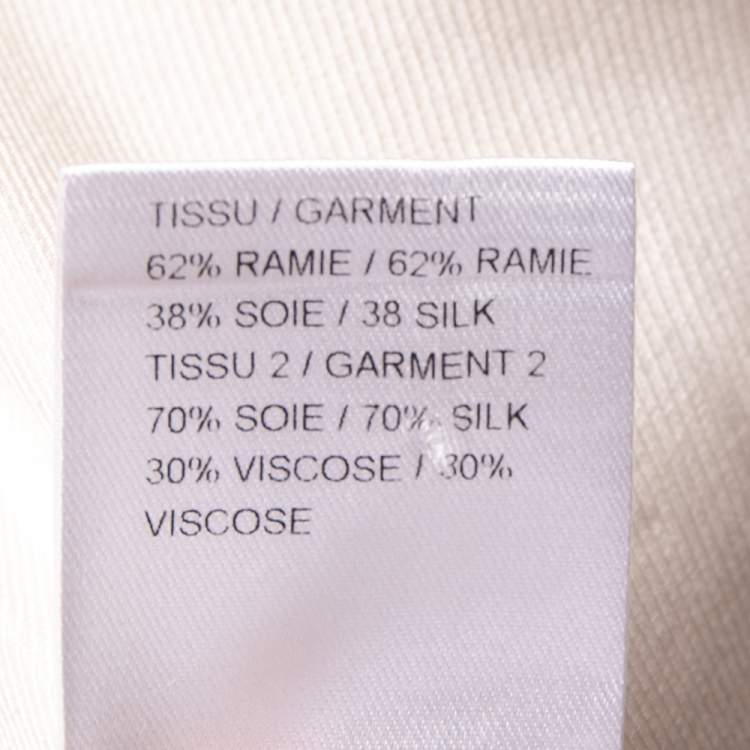 TISSU / GARMENT
62% RAMIE / 62% RAMIE
38% SOIE / 38 SILK
TISSU 2 / GARMENT 2
70% SOIE / 70% SILK
30% VISCOSE / 30%
VISCOSE